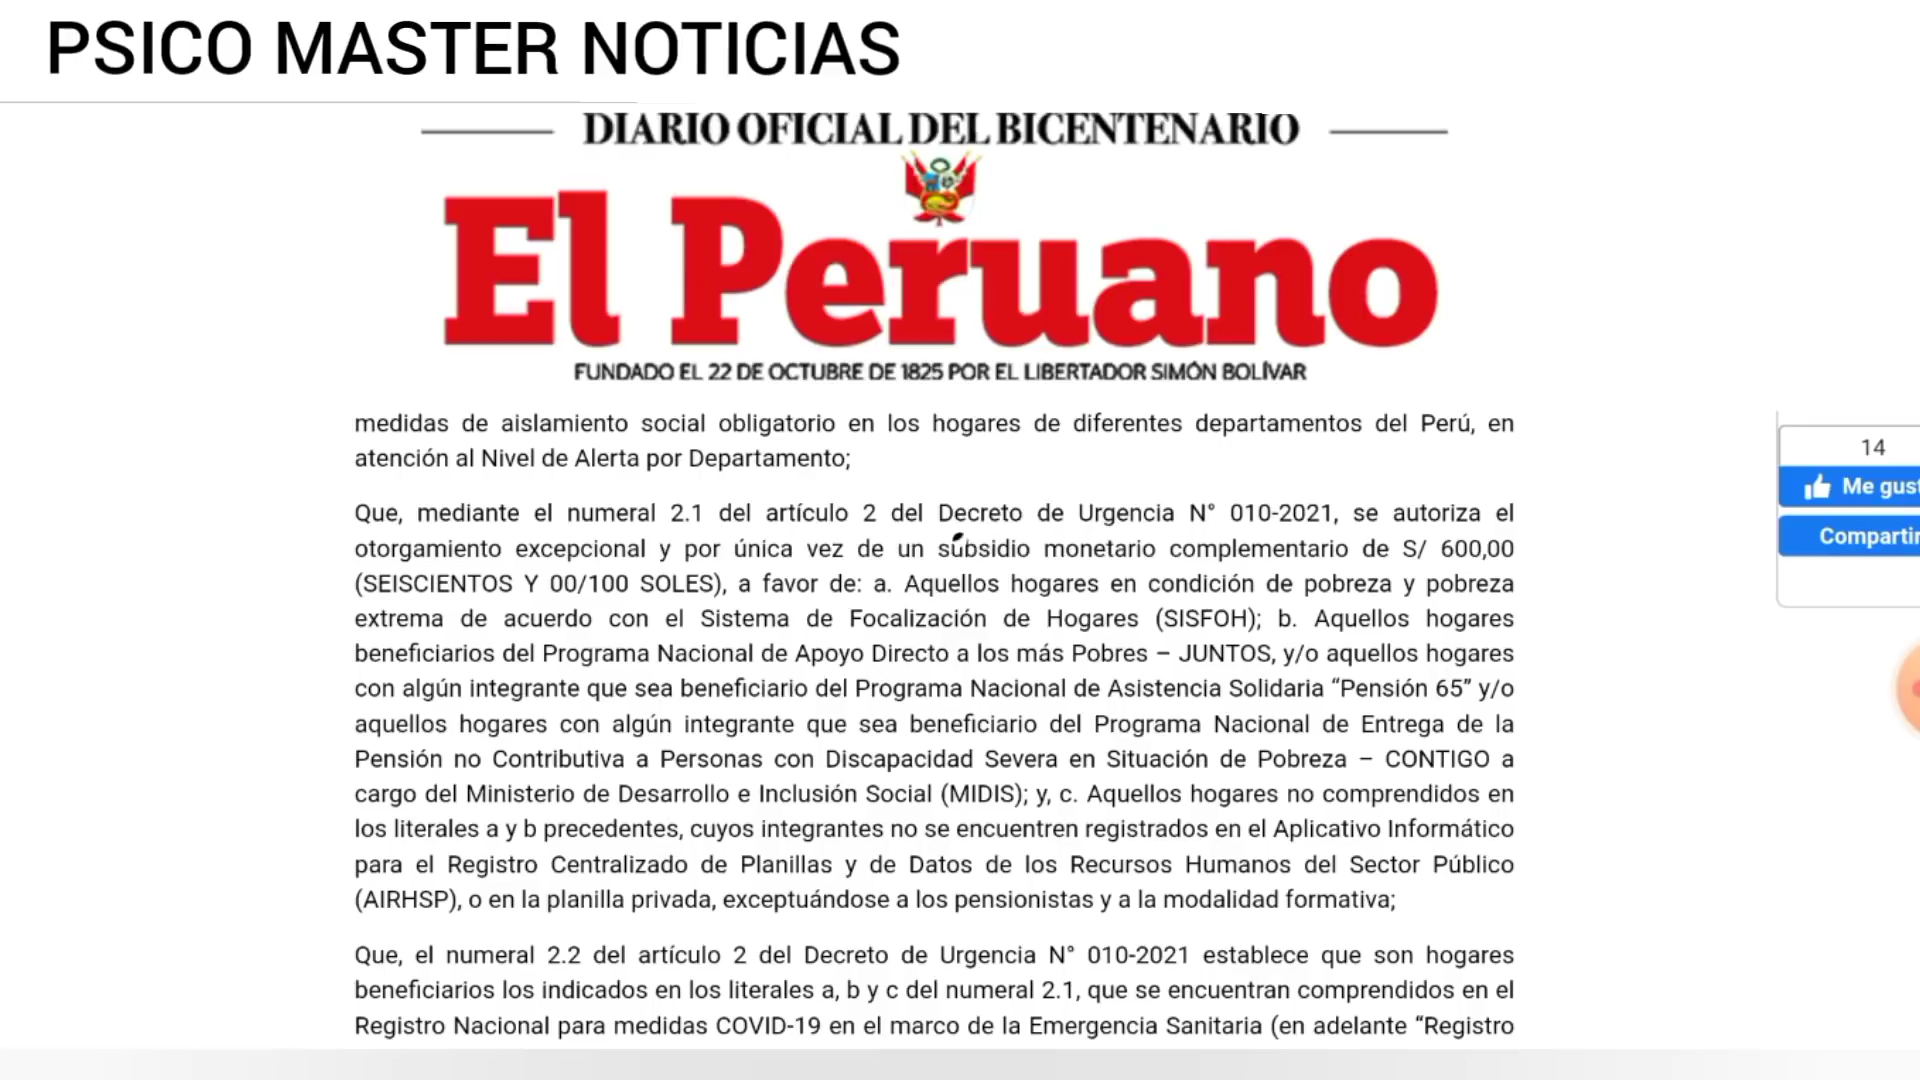 PSICO MASTER NOTICIAS
DIARIO OFICIAL DEL BICENTENARIO
El Peruano
FUNDADO EL 22 DE OCTUBRE DE 1825 POR EL LIBERTADOR SIMÓN BOLÍVAR
medidas de aislamiento social obligatorio en los hogares de diferentes departamentos del Perú, en
atención al Nivel de Alerta por Departamento;
Que, mediante el numeral 2.1 del artículo 2 del Decreto de Urgencia N° 010-2021, se autoriza el
otorgamiento excepcional y por única vez de un subsidio monetario complementario de S/ 600,00
(SEISCIENTOS Y 00/100 SOLES), a favor de: a. Aquellos hogares en condición de pobreza y pobreza
extrema de acuerdo con el Sistema de Focalización de Hogares (SISFOH); b. Aquellos hogares
beneficiarios del Programa Nacional de Apoyo Directo a los más Pobres – JUNTOS, y/o aquellos hogares
con algún integrante que sea beneficiario del Programa Nacional de Asistencia Solidaria “Pensión 65” y/o
aquellos hogares con algún integrante que sea beneficiario del Programa Nacional de Entrega de la
Pensión no Contributiva a Personas con Discapacidad Severa en Situación de Pobreza – CONTIGO a
cargo del Ministerio de Desarrollo e Inclusión Social (MIDIS); y, c. Aquellos hogares no comprendidos en
los literales a y b precedentes, cuyos integrantes no se encuentren registrados en el Aplicativo Informático
para el Registro Centralizado de Planillas y de Datos de los Recursos Humanos del Sector Público
(AIRHSP), o en la planilla privada, exceptuándose a los pensionistas y a la modalidad formativa;
Que, el numeral 2.2 del artículo 2 del Decreto de Urgencia N° 010-2021 establece que son hogares
beneficiarios los indicados en los literales a, b y c del numeral 2.1, que se encuentran comprendidos en el
Registro Nacional para medidas COVID-19 en el marco de la Emergencia Sanitaria (en adelante “Registro
14
Me gust
Compartir